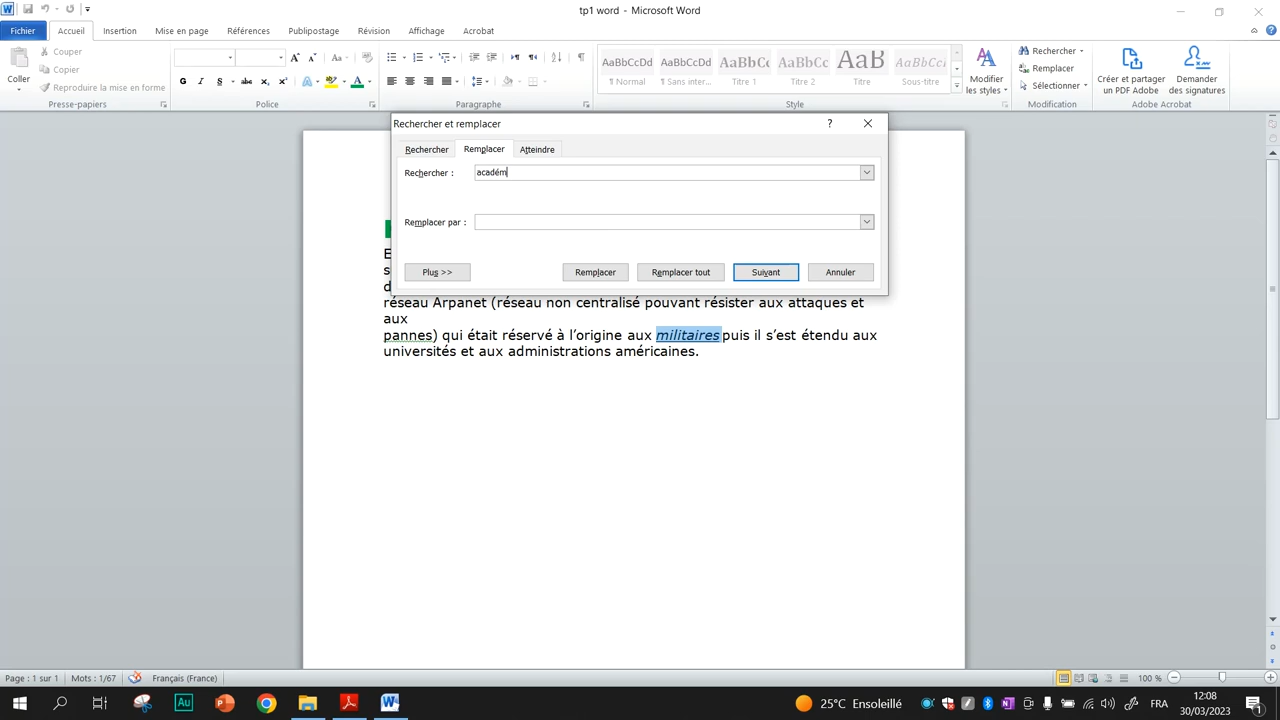 tp1 word - Microsoft Word
Fichier Accueil Insertion Mise en page Références Publipostage Révision Affichage Acrobat
Coller
Couper
Copier
Reproduire la mise en forme
Presse-papiers
Aa
G I S abc x₂ x²
Police
Paragraphe
AaBbCcDd AaBbCcDd AaBbCc AaBbCc AaB AaBbCcL
¶ Normal ¶ Sans inter... Titre 1 Titre 2 Titre Sous-titre
Style
Modifier
les styles
Rechercher
Remplacer
Sélectionner
Modification
Créer et partager
un PDF Adobe
Demander
des signatures
Adobe Acrobat
Rechercher et remplacer
Rechercher Remplacer Atteindre
Rechercher : académ
Remplacer par :
Plus >> Remplacer Remplacer tout Suivant Annuler
E
s
d
réseau Arpanet (réseau non centralisé pouvant résister aux attaques et
aux
pannes) qui était réservé à l’origine aux militaires puis il s’est étendu aux
universités et aux administrations américaines.
Page : 1 sur 1 Mots : 1/67 Français (France) 100 %
25°C Ensoleillé FRA 12:08
30/03/2023